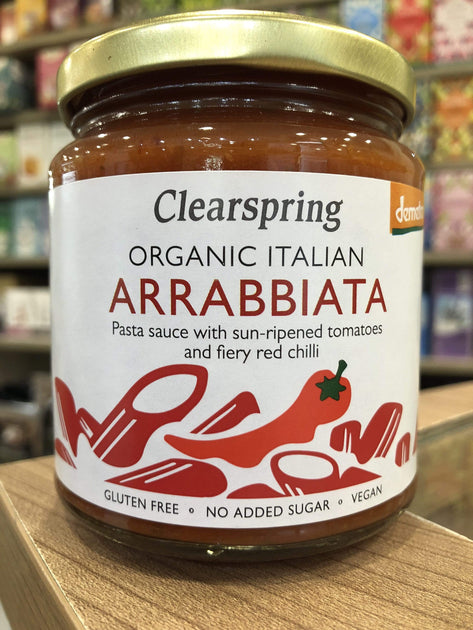 Clearspring
ORGANIC ITALIAN
ARRABBIATA
Pasta sauce with sun-ripened tomatoes
and fiery red chilli
GLUTEN FREE • NO ADDED SUGAR • VEGAN